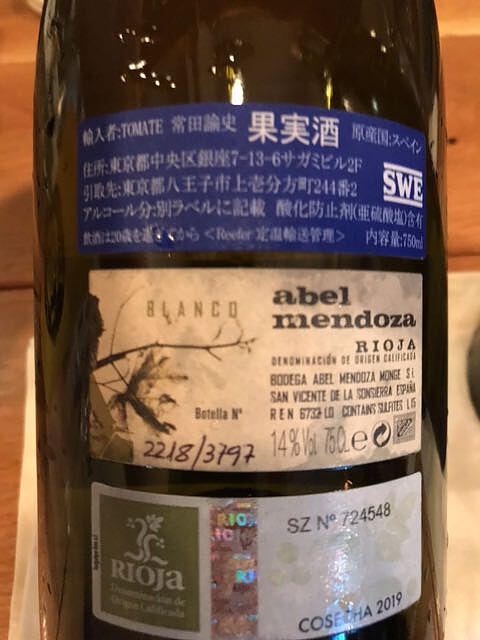 輸入者:TOMATE 常田諭史 果実酒 原産国:スペイン
住所:東京都中央区銀座7-13-6サガミビル2F
引取先:東京都八王子市上壱分方町244番2
SWE
アルコール分:別ラベルに記載 酸化防止剤(亜硫酸塩)含有
飲酒は20歳を過ぎてから <Reefer 定温輸送管理> 内容量:750ml
BLANCO
abel
mendoza
RIOJA
DENOMINACIÓN DE ORIGEN CALIFICADA
BODEGA ABEL MENDOZA MONGE S.L.
SAN VICENTE DE LA SONSIERRA ESPAÑA
Botella Nº
2218/3797
CONTAINS SULFITES L15
14% Vol. 75CL e
RIOJA
Denominación de
Origen Calificada
SZ Nº 724548
COSECHA 2019